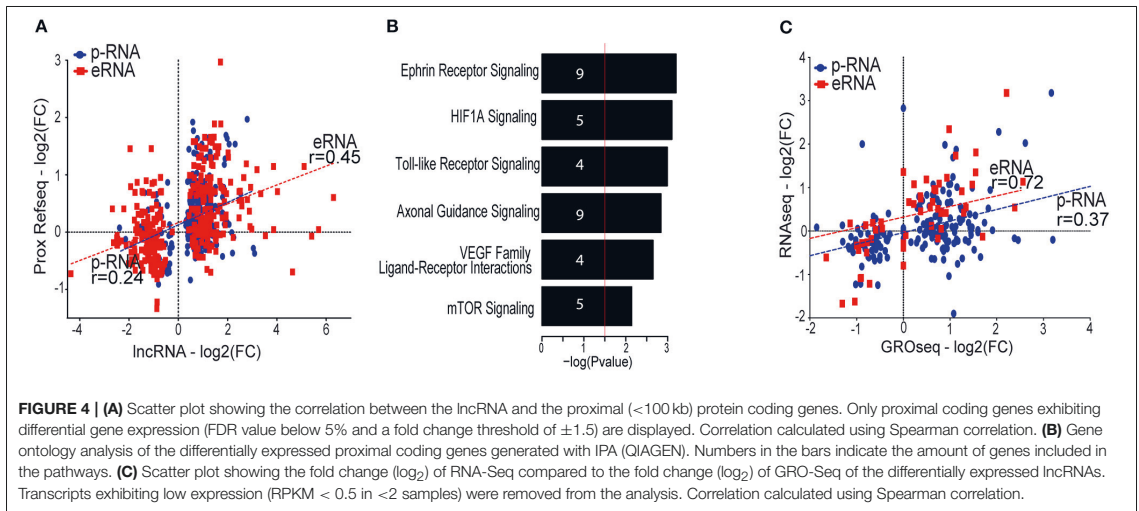 A
p-RNA
eRNA
Prox Refseq - log2(FC)
3
2
1
0
-1
-4
-2
0
2
4
6
lncRNA - log2(FC)
eRNA
r=0.45
p-RNA
r=0.24
B
Ephrin Receptor Signaling
9
HIF1A Signaling
5
Toll-like Receptor Signaling
4
Axonal Guidance Signaling
9
VEGF Family
Ligand-Receptor Interactions
4
mTOR Signaling
5
0
1
2
3
−log(Pvalue)
C
p-RNA
eRNA
RNAseq - log2(FC)
4
3
2
1
0
-1
-2
-2
-1
0
1
2
3
4
GROseq - log2(FC)
eRNA
r=0.72
p-RNA
r=0.37
FIGURE 4 | (A) Scatter plot showing the correlation between the lncRNA and the proximal (<100 kb) protein coding genes. Only proximal coding genes exhibiting
differential gene expression (FDR value below 5% and a fold change threshold of ±1.5) are displayed. Correlation calculated using Spearman correlation. (B) Gene
ontology analysis of the differentially expressed proximal coding genes generated with IPA (QIAGEN). Numbers in the bars indicate the amount of genes included in
the pathways. (C) Scatter plot showing the fold change (log₂) of RNA-Seq compared to the fold change (log₂) of GRO-Seq of the differentially expressed lncRNAs.
Transcripts exhibiting low expression (RPKM < 0.5 in <2 samples) were removed from the analysis. Correlation calculated using Spearman correlation.